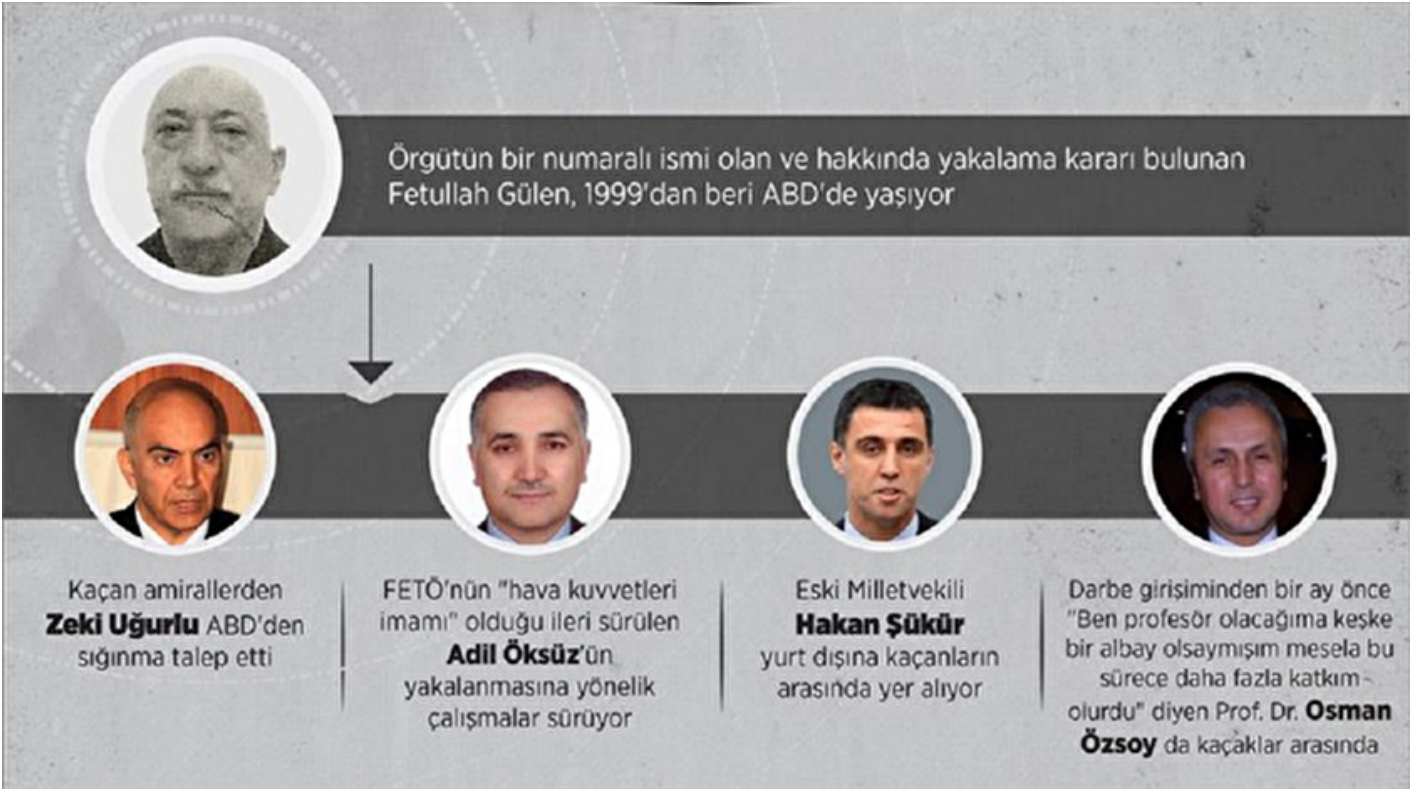 Örgütün bir numaralı ismi olan ve hakkında yakalama kararı bulunan
Fetullah Gülen, 1999'dan beri ABD'de yaşıyor
Kaçan amirallerden
Zeki Uğurlu ABD'den
sığınma talep etti
FETÖ'nün "hava kuvvetleri
imamı" olduğu ileri sürülen
Adil Öksüz'ün
yakalanmasına yönelik
çalışmalar sürüyor
Eski Milletvekili
Hakan Şükür
yurt dışına kaçanların
arasında yer alıyor
Darbe girişiminden bir ay önce
"Ben profesör olacağıma keşke
bir albay olsaymışım mesela bu
sürece daha fazla katkım
olurdu" diyen Prof. Dr. Osman
Özsoy da kaçaklar arasında